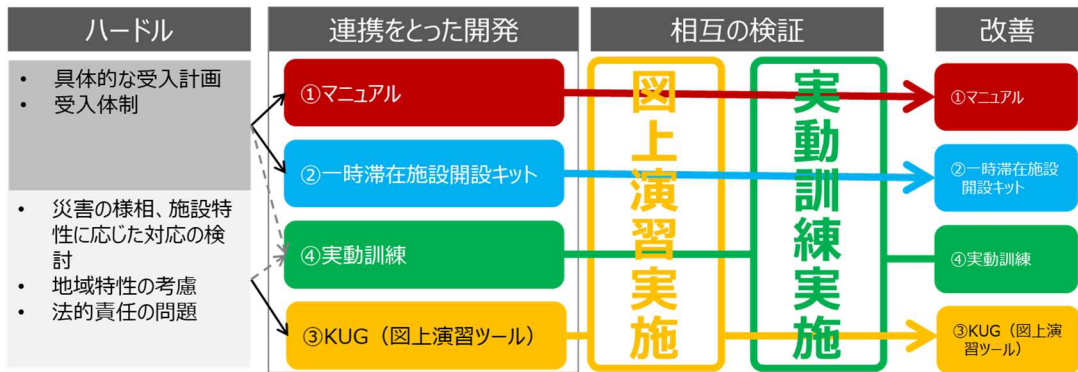 ハードル
連携をとった開発
相互の検証
改善
• 具体的な受入計画
• 受入体制
• 災害の様相、施設特
性に応じた対応の検
討
• 地域特性の考慮
• 法的責任の問題
①マニュアル
②一時滞在施設開設キット
④実動訓練
③KUG（図上演習ツール）
図上演習実施
実動訓練実施
①マニュアル
②一時滞在施設
開設キット
④実動訓練
③KUG（図上演
習ツール）